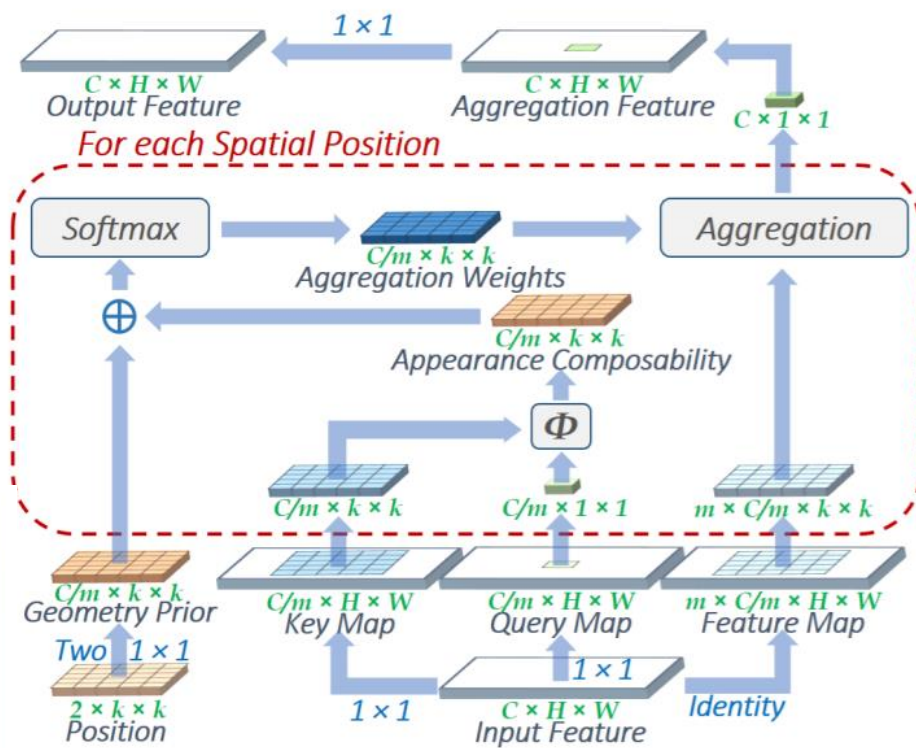 1 × 1
C × H × W
Output Feature
C × H × W
Aggregation Feature
C × 1 × 1
For each Spatial Position
Softmax
C/m × k × k
Aggregation Weights
Aggregation
C/m × k × k
Appearance Composability
Φ
C/m × k × k
C/m × 1 × 1
m × C/m × k × k
C/m × k × k
Geometry Prior
C/m × H × W
Key Map
C/m × H × W
Query Map
m × C/m × H × W
Feature Map
Two 1 × 1
2 × k × k
Position
1 × 1
1 × 1
C × H × W
Input Feature
Identity